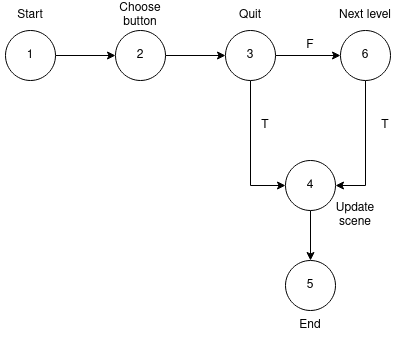 Start
Choose
button
Quit
Next level
1
2
3
F
6
T
T
4
Update
scene
5
End